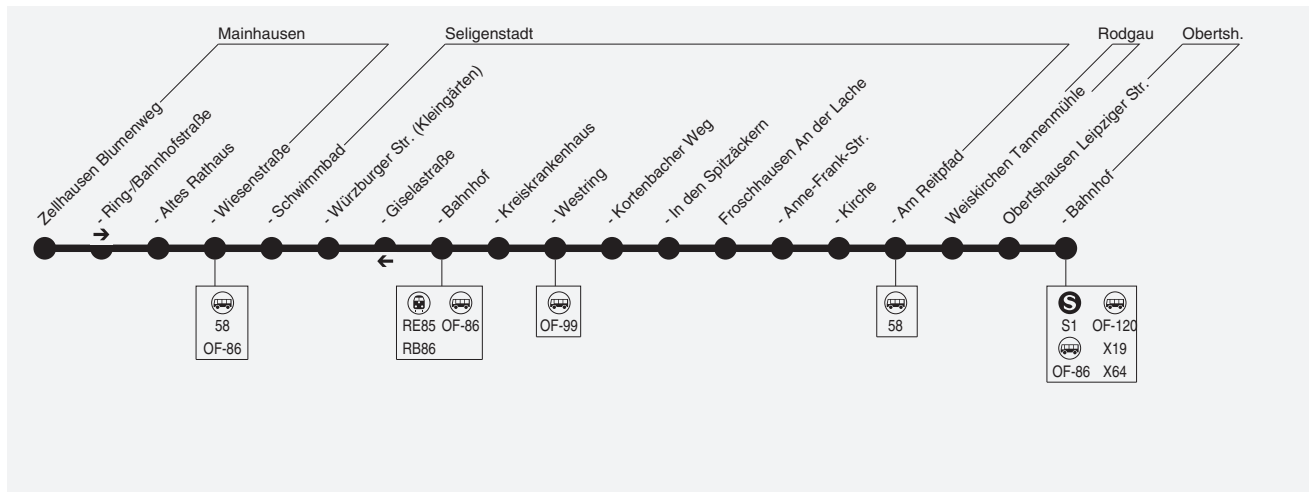 Mainhausen
Seligenstadt
Rodgau
Obertsh.
Zellhausen Blumenweg
- Ring-/Bahnhofstraße
- Altes Rathaus
- Wiesenstraße
- Schwimmbad
- Würzburger Str. (Kleingärten)
- Giselastraße
- Bahnhof
- Kreiskrankenhaus
- Westring
- Kortenbacher Weg
- In den Spitzäckern
Froschhausen An der Lache
- Anne-Frank-Str.
- Kirche
- Am Reitpfad
Weiskirchen Tannenmühle
Obertshausen Leipziger Str.
- Bahnhof
58
OF-86
RE85 OF-86
RB86
OF-99
58
S
S1 OF-120
X19
OF-86 X64